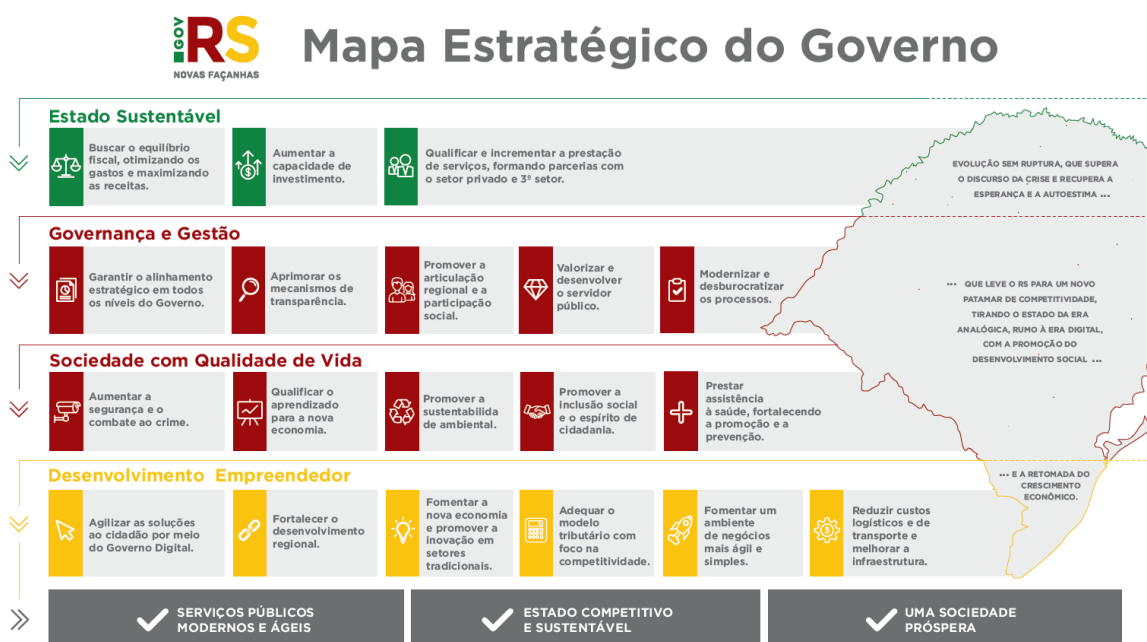 GOV
RS
NOVAS FAÇANHAS
Mapa Estratégico do Governo
Estado Sustentável
Buscar o equilíbrio
fiscal, otimizando os
gastos e maximizando
as receitas.
Aumentar a
capacidade de
investimento.
Qualificar e incrementar a prestação
de serviços, formando parcerias com
o setor privado e 3º setor.
EVOLUÇÃO SEM RUPTURA, QUE SUPERA
O DISCURSO DA CRISE E RECUPERA A
ESPERANÇA E A AUTOESTIMA ...
Governança e Gestão
Garantir o alinhamento
estratégico em todos
os níveis do Governo.
Aprimorar os
mecanismos de
transparência.
Promover a
articulação
regional e a
participação
social.
Valorizar e
desenvolver
o servidor
público.
Modernizar e
desburocratizar
os processos.
... QUE LEVE O RS PARA UM NOVO
PATAMAR DE COMPETITIVIDADE,
TIRANDO O ESTADO DA ERA
ANALÓGICA, RUMO À ERA DIGITAL,
COM A PROMOÇÃO DO
DESENVOLVIMENTO SOCIAL ...
Sociedade com Qualidade de Vida
Aumentar a
segurança e o
combate ao crime.
Qualificar o
aprendizado
para a nova
economia.
Promover a
sustentabilida
de ambiental.
Promover a
inclusão social
e o espírito de
cidadania.
Prestar
assistência
à saúde, fortalecendo
a promoção e a
prevenção.
Desenvolvimento Empreendedor
Agilizar as soluções
ao cidadão por meio
do Governo Digital.
Fortalecer o
desenvolvimento
regional.
Fomentar a
nova economia
e promover a
inovação em
setores
tradicionais.
Adequar o
modelo
tributário com
foco na
competitividade.
Fomentar um
ambiente
de negócios
mais ágil e
simples.
Reduzir custos
logísticos e de
transporte e
melhorar a
infraestrutura.
... E A RETOMADA DO
CRESCIMENTO
ECONÔMICO.
SERVIÇOS PÚBLICOS
MODERNOS E ÁGEIS
ESTADO COMPETITIVO
E SUSTENTÁVEL
UMA SOCIEDADE
PRÓSPERA